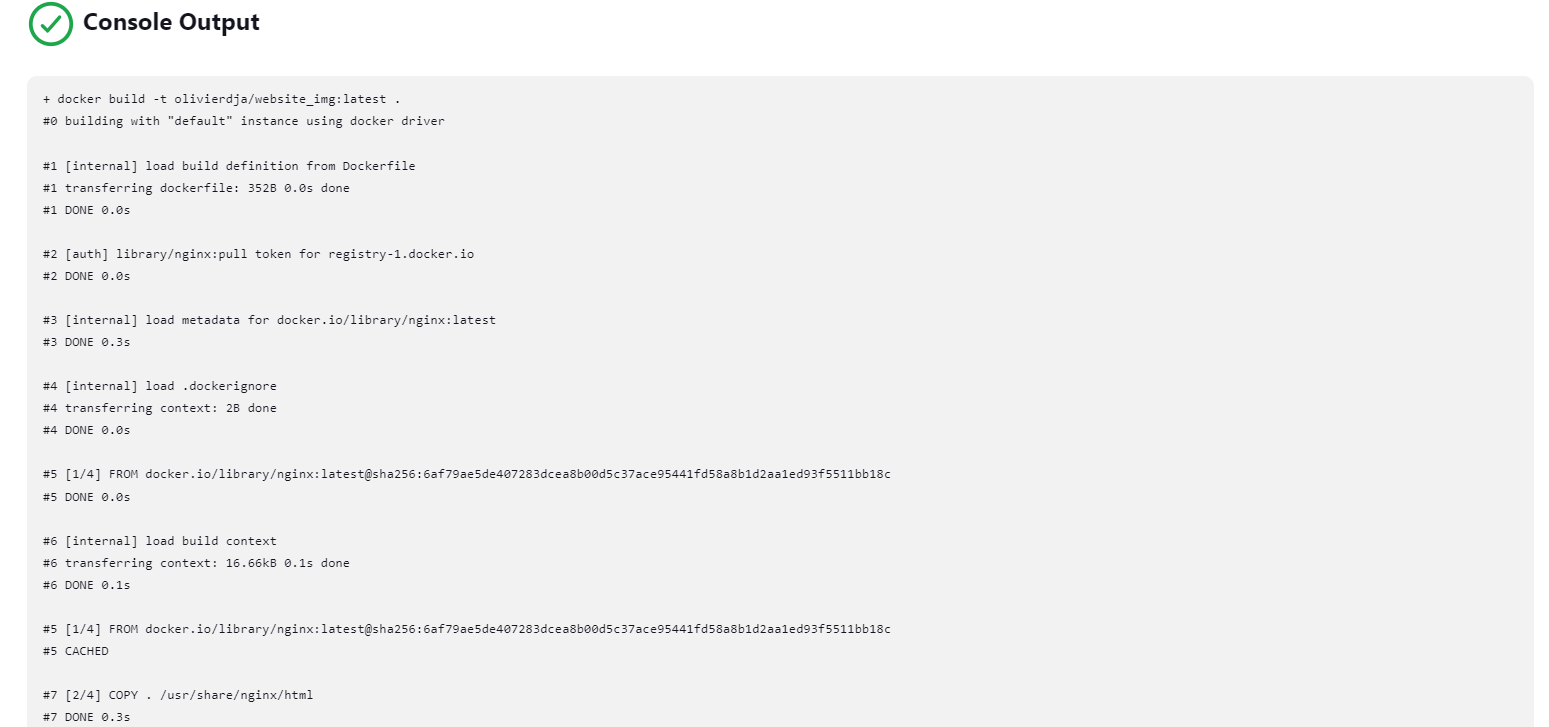 Console Output
+ docker build -t olivierdja/website_img:latest .
#0 building with "default" instance using docker driver
#1 [internal] load build definition from Dockerfile
#1 transferring dockerfile: 352B 0.0s done
#1 DONE 0.0s
#2 [auth] library/nginx:pull token for registry-1.docker.io
#2 DONE 0.0s
#3 [internal] load metadata for docker.io/library/nginx:latest
#3 DONE 0.3s
#4 [internal] load .dockerignore
#4 transferring context: 2B done
#4 DONE 0.0s
#5 [1/4] FROM docker.io/library/nginx:latest@sha256:6af79ae5de407283dcea8b00d5c37ace95441fd58a8b1d2aa1ed93f5511bb18c
#5 DONE 0.0s
#6 [internal] load build context
#6 transferring context: 16.66kB 0.1s done
#6 DONE 0.1s
#5 [1/4] FROM docker.io/library/nginx:latest@sha256:6af79ae5de407283dcea8b00d5c37ace95441fd58a8b1d2aa1ed93f5511bb18c
#5 CACHED
#7 [2/4] COPY . /usr/share/nginx/html
#7 DONE 0.3s